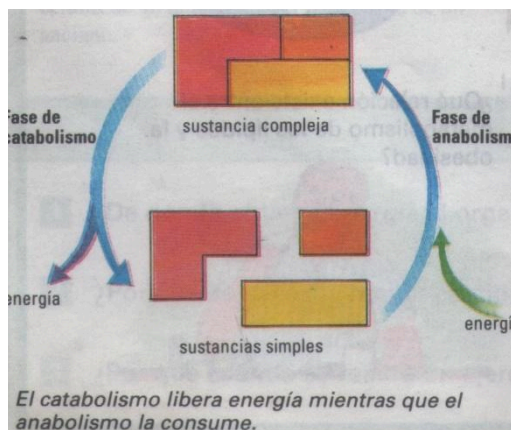 Fase de
catabolismo
sustancia compleja
Fase de
anabolismo
energía
sustancias simples
energí
El catabolismo libera energía mientras que el
anabolismo la consume.